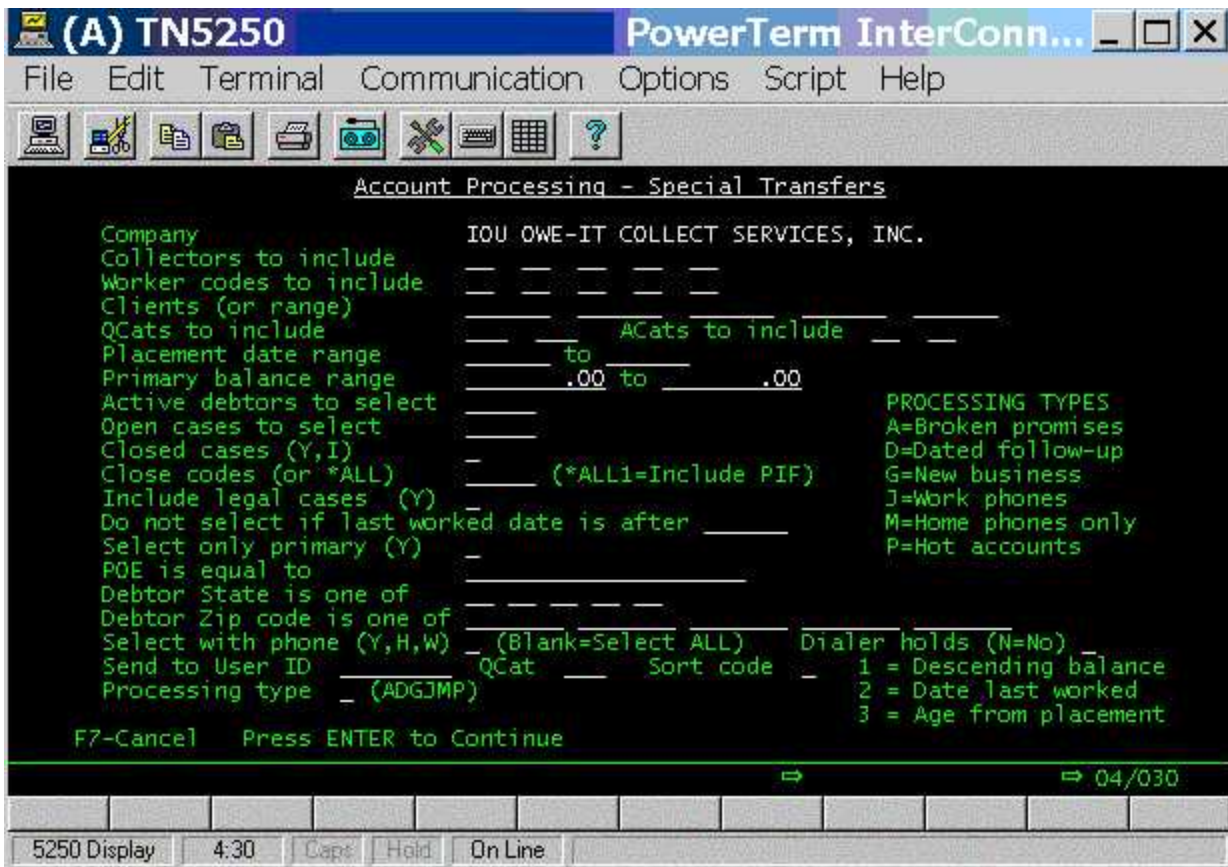 (A) TN5250 PowerTerm InterConn...
File Edit Terminal Communication Options Script Help
Account Processing - Special Transfers
Company IOU OWE-IT COLLECT SERVICES, INC.
Collectors to include
Worker codes to include
Clients (or range)
QCats to include ACats to include
Placement date range to
Primary balance range .00 to .00
Active debtors to select PROCESSING TYPES
Open cases to select A=Broken promises
Closed cases (Y,I) D=Dated follow-up
Close codes (or *ALL) (*ALL1=Include PIF) G=New business
Include legal cases (Y) J=Work phones
Do not select if last worked date is after M=Home phones only
Select only primary (Y) P=Hot accounts
POE is equal to
Debtor State is one of
Debtor Zip code is one of
Select with phone (Y,H,W) (Blank=Select ALL) Dialer holds (N=No)
Send to User ID QCat Sort code 1 = Descending balance
Processing type (ADGJMP) 2 = Date last worked
3 = Age from placement
F7-Cancel Press ENTER to Continue
04/030
5250 Display 4:30 Caps Hold On Line